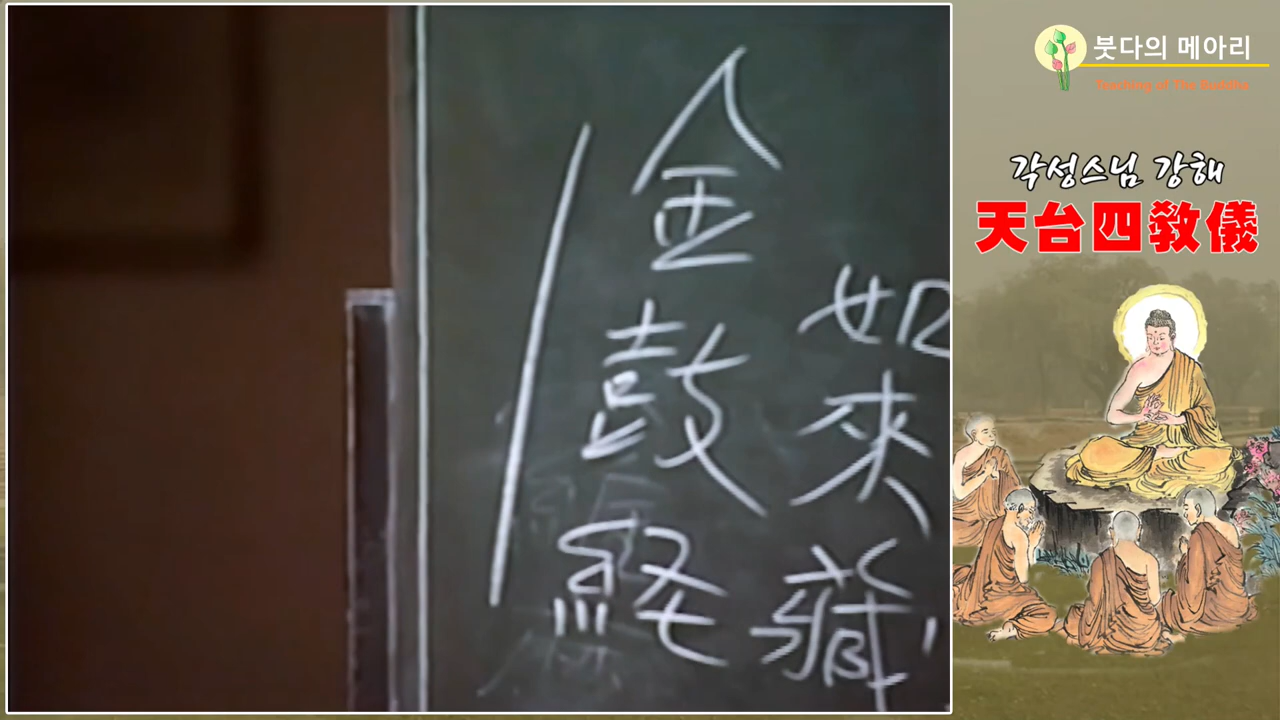 金鼓経
如來藏
붓다의 메아리
Teaching of The Buddha
각성스님 강해
天台四敎儀